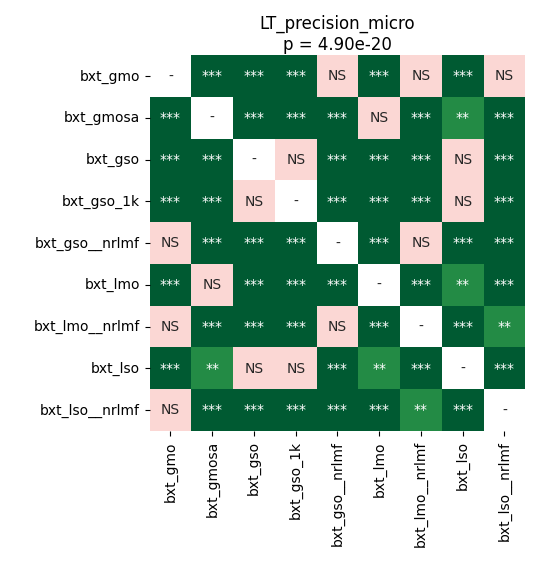 LT_precision_micro
p = 4.90e-20
bxt_gmo - *** *** *** NS *** NS *** NS
bxt_gmosa *** - *** *** *** NS *** ** ***
bxt_gso *** *** - NS *** *** *** NS ***
bxt_gso_1k *** *** NS - *** *** *** NS ***
bxt_gso__nrlmf NS *** *** *** - *** NS *** ***
bxt_lmo *** NS *** *** *** - *** ** ***
bxt_lmo__nrlmf NS *** *** *** NS *** - *** **
bxt_lso *** ** NS NS *** ** *** - ***
bxt_lso__nrlmf NS *** *** *** *** *** ** *** -
bxt_gmo
bxt_gmosa
bxt_gso
bxt_gso_1k
bxt_gso__nrlmf
bxt_lmo
bxt_lmo__nrlmf
bxt_lso
bxt_lso__nrlmf